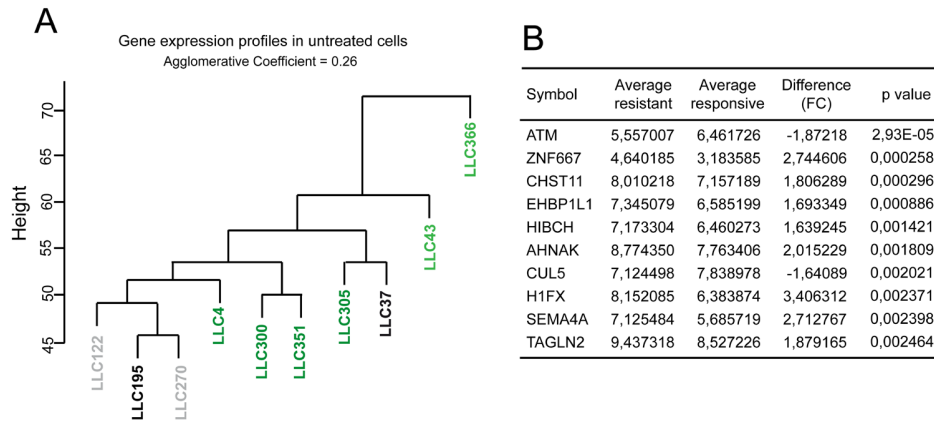 A
Gene expression profiles in untreated cells
Agglomerative Coefficient = 0.26
Height
70
65
60
55
50
45
LLC122
LLC195
LLC270
LLC4
LLC300
LLC351
LLC305
LLC37
LLC43
LLC366
B
Symbol Average resistant Average responsive Difference (FC) p value
ATM 5,557007 6,461726 -1,87218 2,93E-05
ZNF667 4,640185 3,183585 2,744606 0,000258
CHST11 8,010218 7,157189 1,806289 0,000296
EHBP1L1 7,345079 6,585199 1,693349 0,000886
HIBCH 7,173304 6,460273 1,639245 0,001421
AHNAK 8,774350 7,763406 2,015229 0,001809
CUL5 7,124498 7,838978 -1,64089 0,002021
H1FX 8,152085 6,383874 3,406312 0,002371
SEMA4A 7,125484 5,685719 2,712767 0,002398
TAGLN2 9,437318 8,527226 1,879165 0,002464